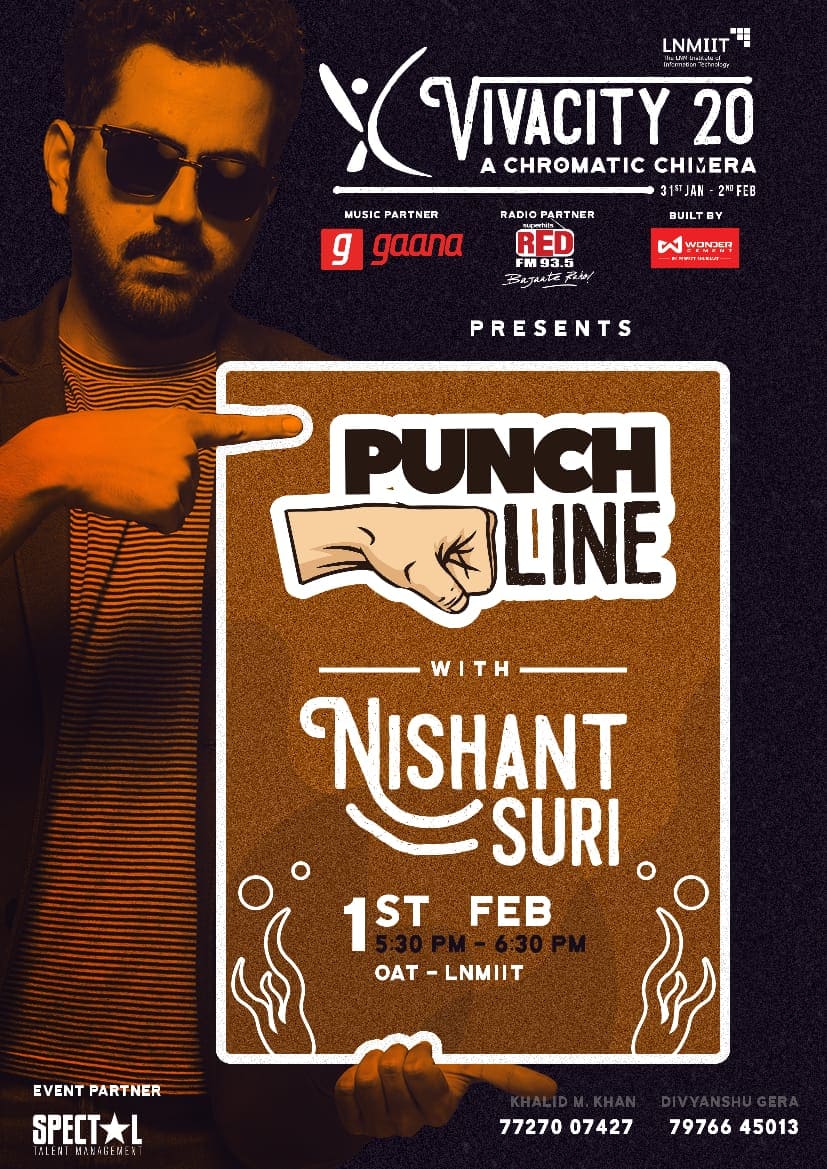 LNMIIT
The LNM Institute of
Information Technology
VIVACITY 20
A CHROMATIC CHIMERA
31ST JAN - 2ND FEB
MUSIC PARTNER
g gaana
RADIO PARTNER
superhits
RED
FM 93.5
Bajaate Raho!
BUILT BY
WONDER
CEMENT
PRESENTS
PUNCH
LINE
WITH
NISHANT
SURI
1ST FEB
5:30 PM - 6:30 PM
OAT - LNMIIT
EVENT PARTNER
SPECTAL
TALENT MANAGEMENT
KHALID M. KHAN DIVYANSHU GERA
77270 07427 79766 45013